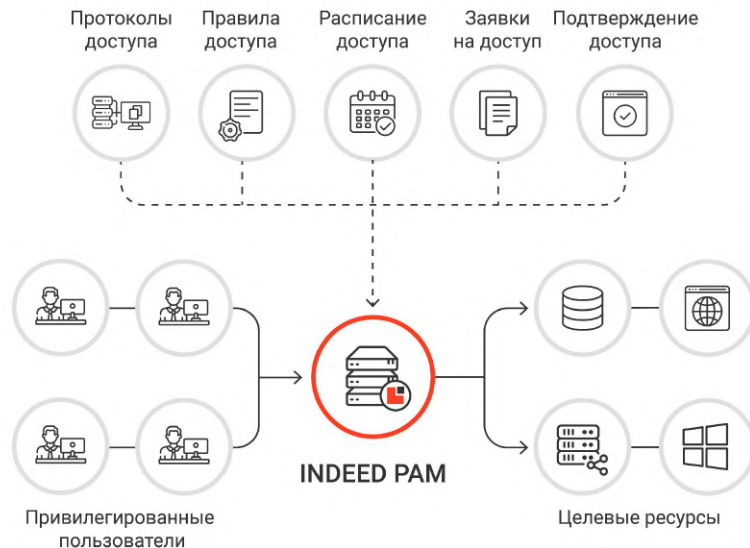 Протоколы
доступа
Правила
доступа
Расписание
доступа
Заявки
на доступ
Подтверждение
доступа
INDEED PAM
Привилегированные
пользователи
Целевые ресурсы